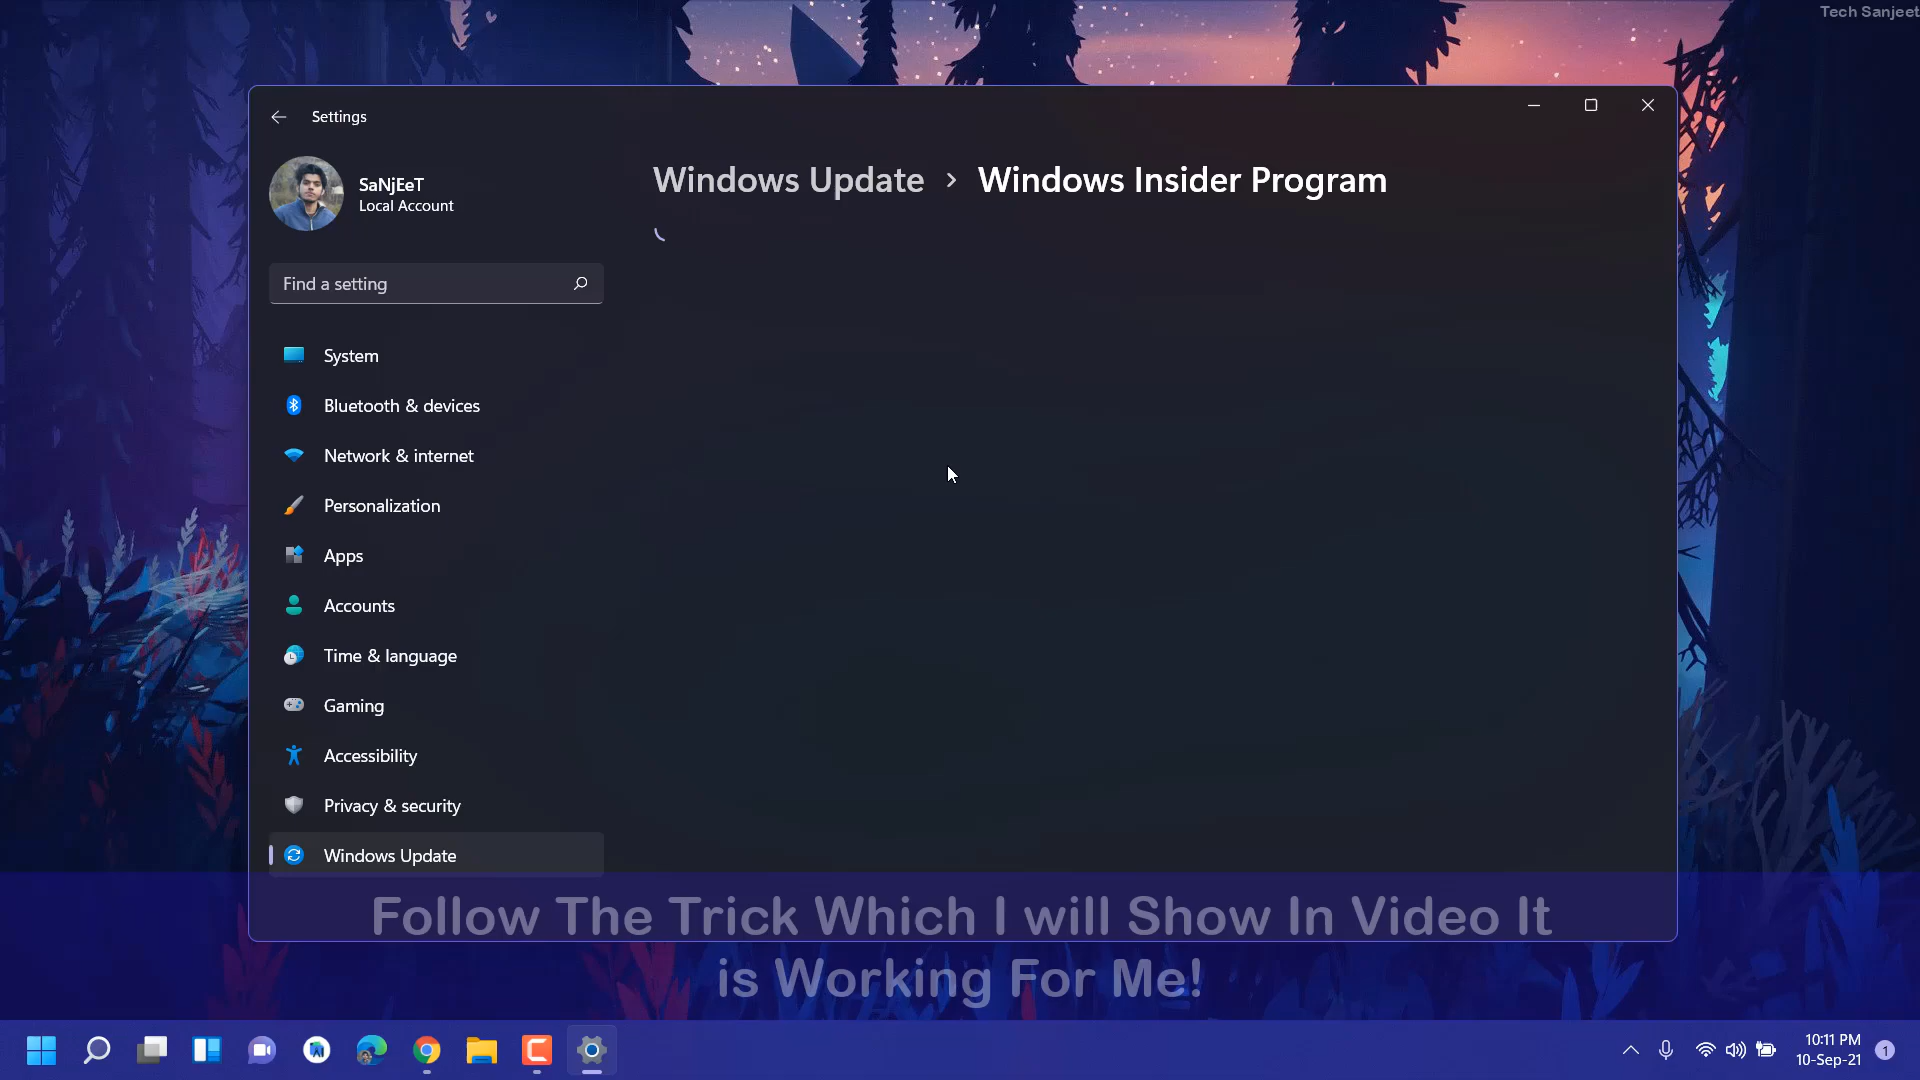 Tech Sanjeet
Settings
SaNjEeT
Local Account
Windows Update > Windows Insider Program
Find a setting
System
Bluetooth & devices
Network & internet
Personalization
Apps
Accounts
Time & language
Gaming
Accessibility
Privacy & security
Windows Update
Follow The Trick Which I will Show In Video It
is Working For Me!
10:11 PM
10-Sep-21
1